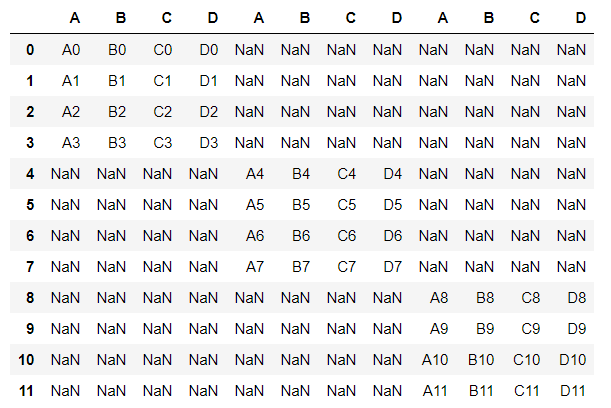 A B C D A B C D A B C D
0 A0 B0 C0 D0 NaN NaN NaN NaN NaN NaN NaN NaN
1 A1 B1 C1 D1 NaN NaN NaN NaN NaN NaN NaN NaN
2 A2 B2 C2 D2 NaN NaN NaN NaN NaN NaN NaN NaN
3 A3 B3 C3 D3 NaN NaN NaN NaN NaN NaN NaN NaN
4 NaN NaN NaN NaN A4 B4 C4 D4 NaN NaN NaN NaN
5 NaN NaN NaN NaN A5 B5 C5 D5 NaN NaN NaN NaN
6 NaN NaN NaN NaN A6 B6 C6 D6 NaN NaN NaN NaN
7 NaN NaN NaN NaN A7 B7 C7 D7 NaN NaN NaN NaN
8 NaN NaN NaN NaN NaN NaN NaN NaN A8 B8 C8 D8
9 NaN NaN NaN NaN NaN NaN NaN NaN A9 B9 C9 D9
10 NaN NaN NaN NaN NaN NaN NaN NaN A10 B10 C10 D10
11 NaN NaN NaN NaN NaN NaN NaN NaN A11 B11 C11 D11